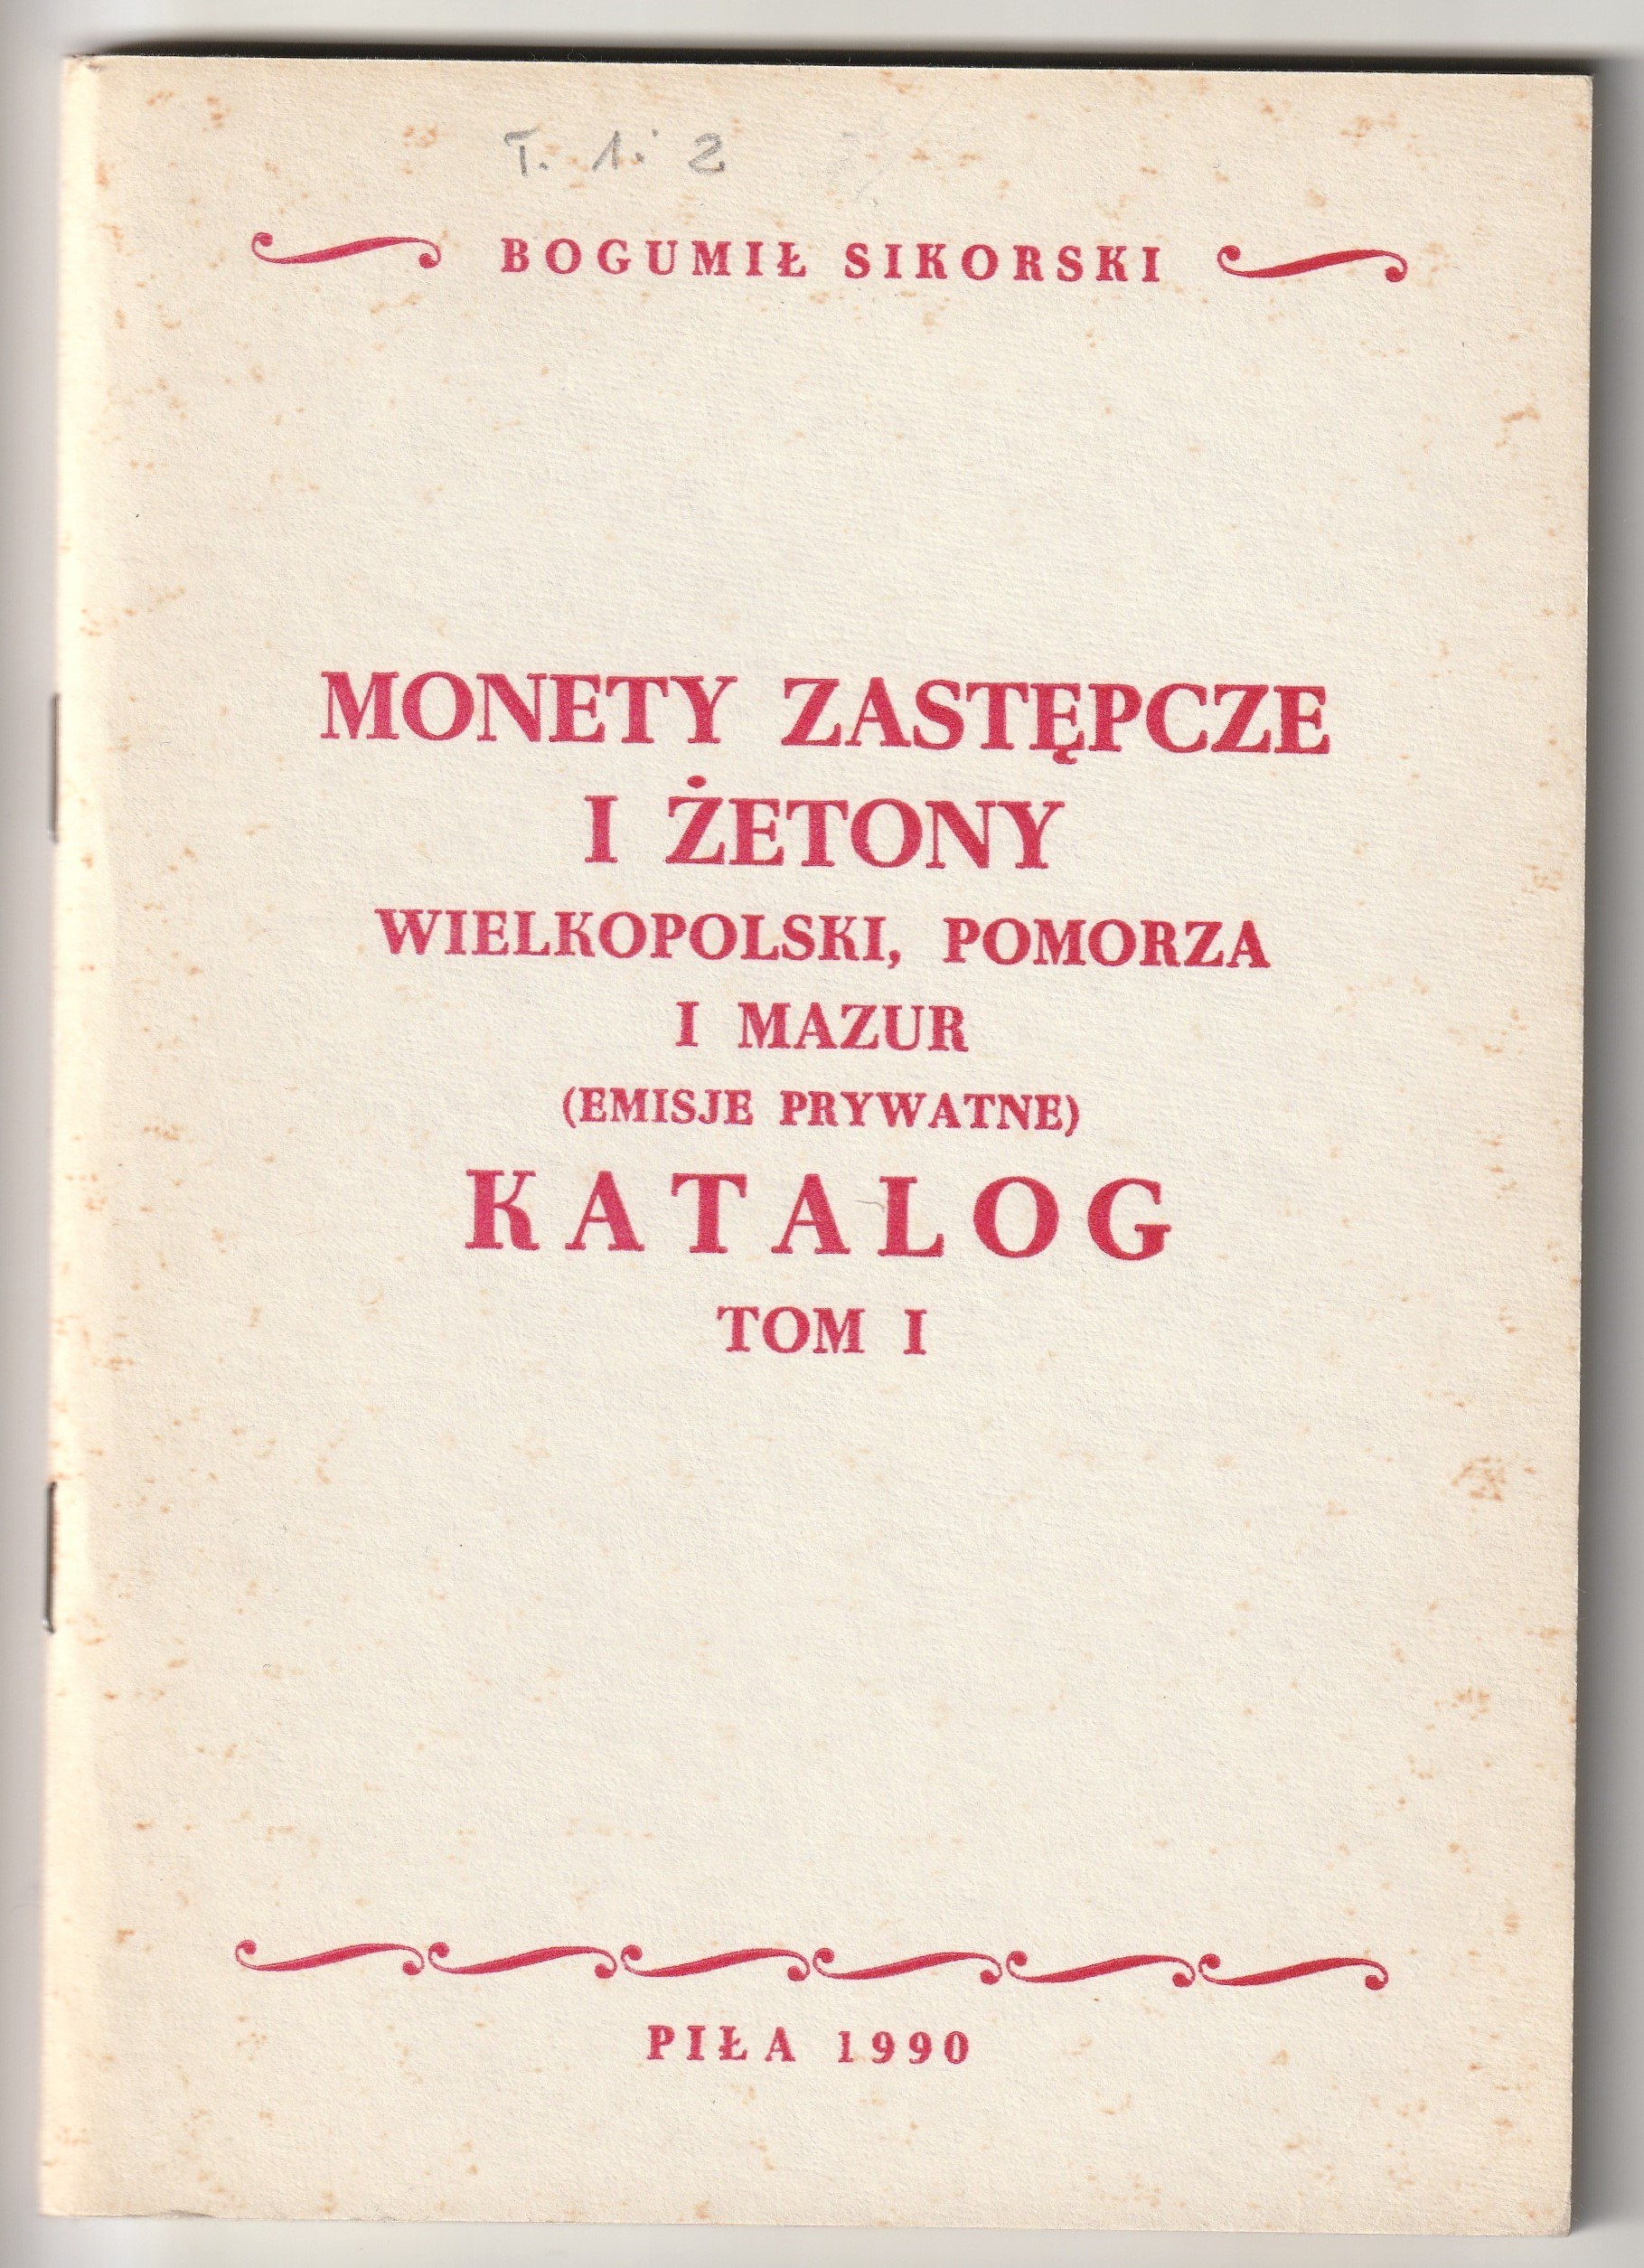 T. 1. 2
BOGUMIŁ SIKORSKI
MONETY ZASTĘPCZE
I ŻETONY
WIELKOPOLSKI, POMORZA
I MAZUR
(EMISJE PRYWATNE)
KATALOG
TOM I
PIŁA 1990